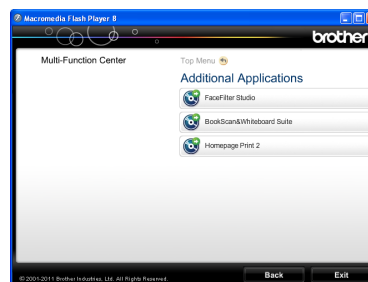 Macromedia Flash Player 8
brother
Multi-Function Center
Top Menu
Additional Applications
FaceFilter Studio
BookScan&Whiteboard Suite
Homepage Print 2
© 2001-2011 Brother Industries, Ltd. All Rights Reserved.
Back
Exit